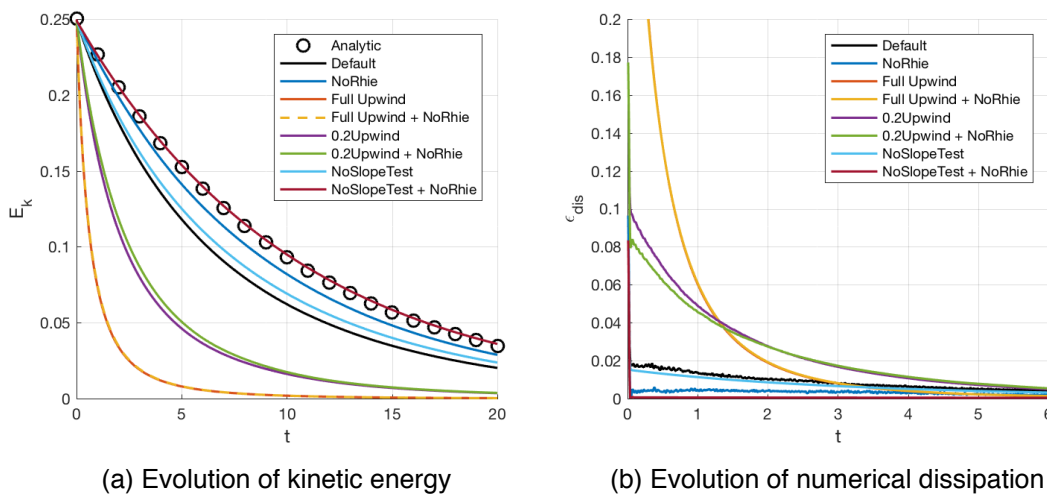 0.25
0.2
0.15
0.1
0.05
0
E_k
0 5 10 15 20
t
Analytic
Default
NoRhie
Full Upwind
Full Upwind + NoRhie
0.2Upwind
0.2Upwind + NoRhie
NoSlopeTest
NoSlopeTest + NoRhie
(a) Evolution of kinetic energy
0.2
0.18
0.16
0.14
0.12
0.1
0.08
0.06
0.04
0.02
0
ϵ_dis
0 1 2 3 4 5 6
t
Default
NoRhie
Full Upwind
Full Upwind + NoRhie
0.2Upwind
0.2Upwind + NoRhie
NoSlopeTest
NoSlopeTest + NoRhie
(b) Evolution of numerical dissipation